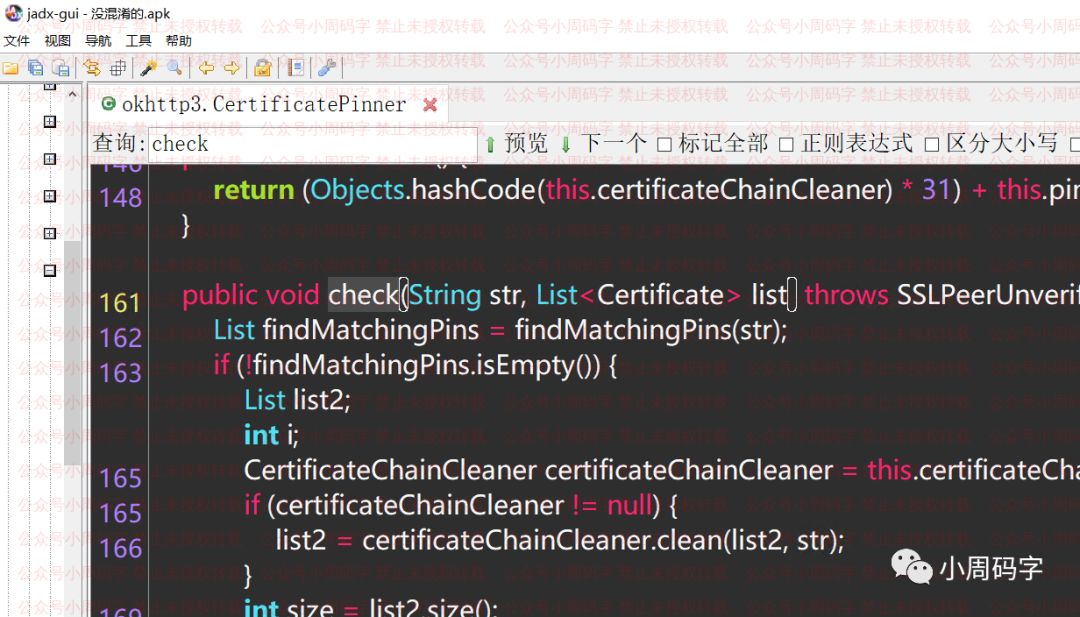 jadx-gui - 没混淆的.apk
文件 视图 导航 工具 帮助
okhttp3.CertificatePinner
查询: check 预览 下一个 标记全部 正则表达式 区分大小写
148 return (Objects.hashCode(this.certificateChainCleaner) * 31) + this.pin
}
161 public void check(String str, List<Certificate> list) throws SSLPeerUnverif
162 List findMatchingPins = findMatchingPins(str);
163 if (!findMatchingPins.isEmpty()) {
List list2;
int i;
165 CertificateChainCleaner certificateChainCleaner = this.certificateCha
165 if (certificateChainCleaner != null) {
166 list2 = certificateChainCleaner.clean(list2, str);
}
169 int size = list2.size();
小周码字
公众号小周码字 禁止未授权转载